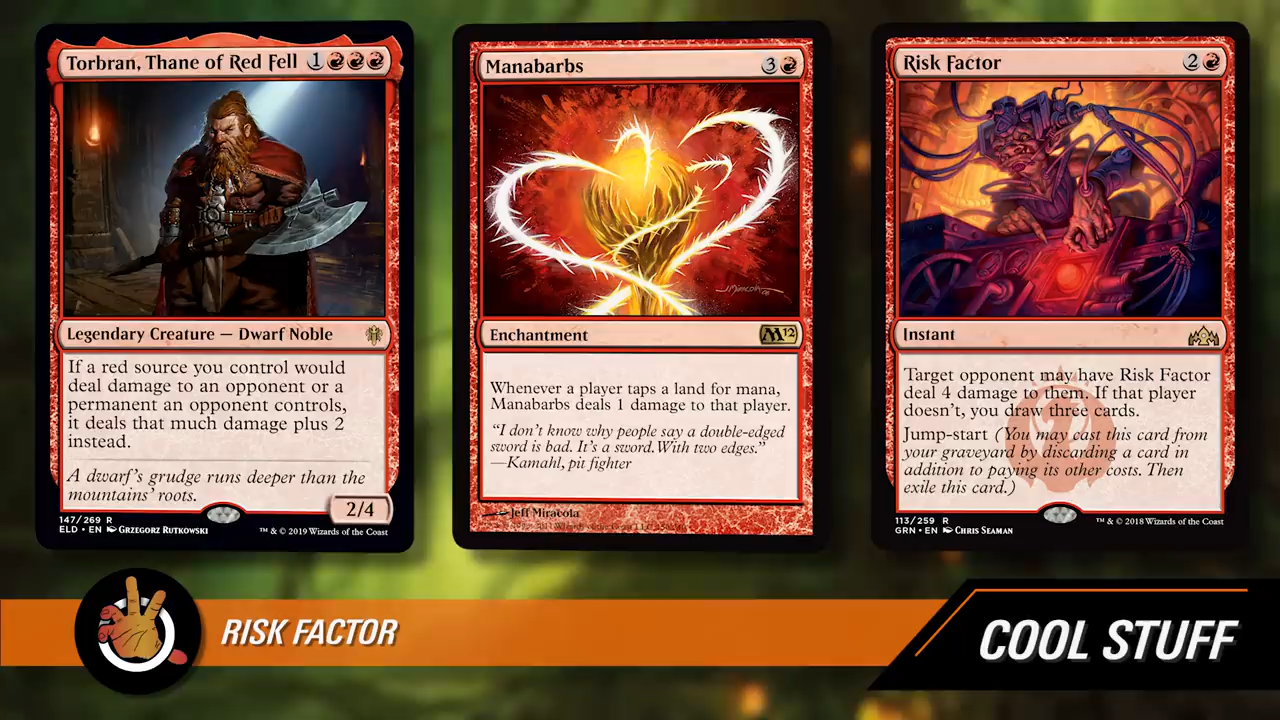 Torbran, Thane of Red Fell 1
Legendary Creature — Dwarf Noble
If a red source you control would
deal damage to an opponent or a
permanent an opponent controls,
it deals that much damage plus 2
instead.
A dwarf's grudge runs deeper than the
mountains' roots.
2/4
147/269 R
ELD • EN GRZEGORZ RUTKOWSKI
™ & © 2019 Wizards of the Coast
Manabarbs 3
Enchantment
M12
Whenever a player taps a land for mana,
Manabarbs deals 1 damage to that player.
"I don't know why people say a double-edged
sword is bad. It's a sword. With two edges."
—Kamahl, pit fighter
Jeff Miracola
Risk Factor 2
Instant
Target opponent may have Risk Factor
deal 4 damage to them. If that player
doesn't, you draw three cards.
Jump-start (You may cast this card from
your graveyard by discarding a card in
addition to paying its other costs. Then
exile this card.)
113/259 R
GRN • EN CHRIS SEAMAN
™ & © 2018 Wizards of the Coast
RISK FACTOR
COOL STUFF